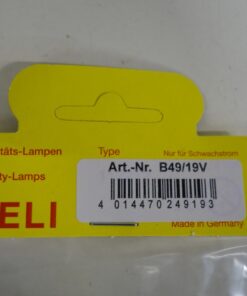 täts-Lampen Type Nur für Schwachstrom
Art.-Nr. B49/19V
ty-Lamps
ELI
4 014470 249193
Made in Germany